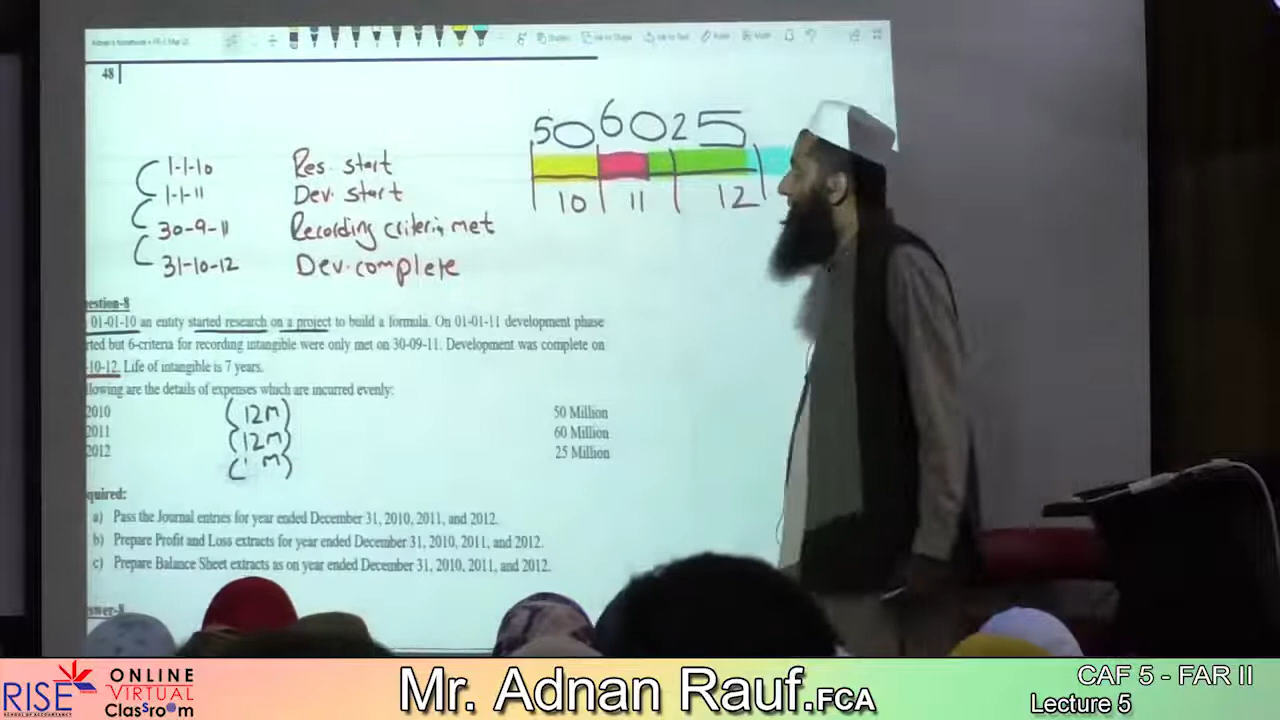 48
50 60 25
10 11 12
1-1-10 Res. start
1-1-11 Dev. start
30-9-11 Recording criteria met
31-10-12 Dev. complete
estion-8
01-01-10 an entity started research on a project to build a formula. On 01-01-11 development phase
rted but 6-criteria for recording intangible were only met on 30-09-11. Development was complete on
-10-12. Life of intangible is 7 years.
lowing are the details of expenses which are incurred evenly:
2010 (12m) 50 Million
2011 (12m) 60 Million
2012 25 Million
quired:
a) Pass the Journal entries for year ended December 31, 2010, 2011, and 2012.
b) Prepare Profit and Loss extracts for year ended December 31, 2010, 2011, and 2012.
c) Prepare Balance Sheet extracts as on year ended December 31, 2010, 2011, and 2012.
swer-8
RISE
SCHOOL OF ACCOUNTANCY
ONLINE
VIRTUAL
Classroom
Mr. Adnan Rauf.FCA
CAF 5 - FAR II
Lecture 5